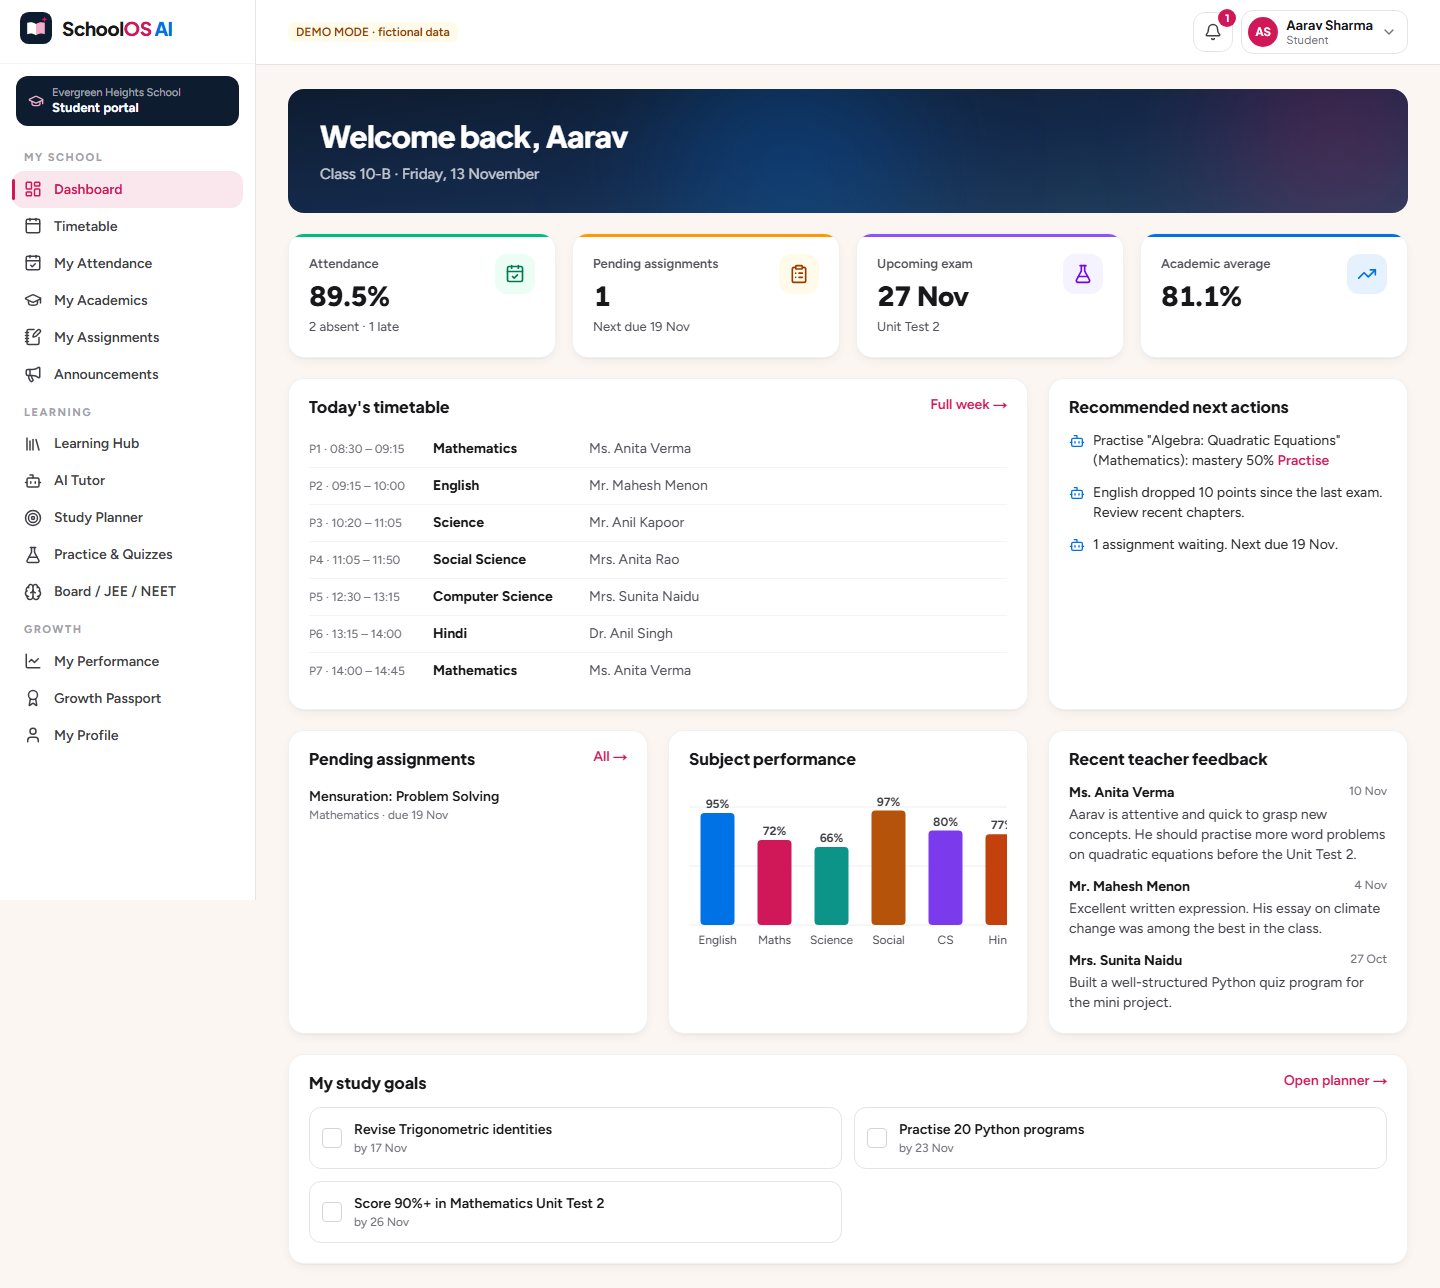 SchoolOS AI
DEMO MODE · fictional data
1
AS
Aarav Sharma
Student
Evergreen Heights School
Student portal
MY SCHOOL
Dashboard
Timetable
My Attendance
My Academics
My Assignments
Announcements
LEARNING
Learning Hub
AI Tutor
Study Planner
Practice & Quizzes
Board / JEE / NEET
GROWTH
My Performance
Growth Passport
My Profile
Welcome back, Aarav
Class 10-B · Friday, 13 November
Attendance
89.5%
2 absent · 1 late
Pending assignments
1
Next due 19 Nov
Upcoming exam
27 Nov
Unit Test 2
Academic average
81.1%
Today's timetable
Full week →
P1 · 08:30 – 09:15 Mathematics Ms. Anita Verma
P2 · 09:15 – 10:00 English Mr. Mahesh Menon
P3 · 10:20 – 11:05 Science Mr. Anil Kapoor
P4 · 11:05 – 11:50 Social Science Mrs. Anita Rao
P5 · 12:30 – 13:15 Computer Science Mrs. Sunita Naidu
P6 · 13:15 – 14:00 Hindi Dr. Anil Singh
P7 · 14:00 – 14:45 Mathematics Ms. Anita Verma
Recommended next actions
Practise "Algebra: Quadratic Equations"
(Mathematics): mastery 50% Practise
English dropped 10 points since the last exam.
Review recent chapters.
1 assignment waiting. Next due 19 Nov.
Pending assignments
All →
Mensuration: Problem Solving
Mathematics · due 19 Nov
Subject performance
95% 72% 66% 97% 80% 77%
English Maths Science Social CS Hin
Recent teacher feedback
Ms. Anita Verma 10 Nov
Aarav is attentive and quick to grasp new
concepts. He should practise more word problems
on quadratic equations before the Unit Test 2.
Mr. Mahesh Menon 4 Nov
Excellent written expression. His essay on climate
change was among the best in the class.
Mrs. Sunita Naidu 27 Oct
Built a well-structured Python quiz program for
the mini project.
My study goals
Open planner →
Revise Trigonometric identities
by 17 Nov
Practise 20 Python programs
by 23 Nov
Score 90%+ in Mathematics Unit Test 2
by 26 Nov